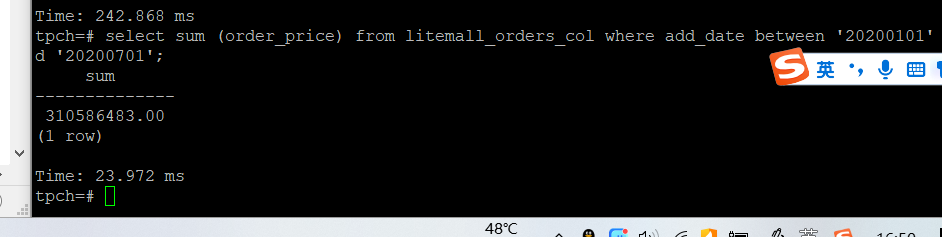 Time: 242.868 ms
tpch=# select sum (order_price) from litemall_orders_col where add_date between '20200101'
d '20200701';
sum
--------------
310586483.00
(1 row)
英
Time: 23.972 ms
tpch=#
48℃
英
16:50